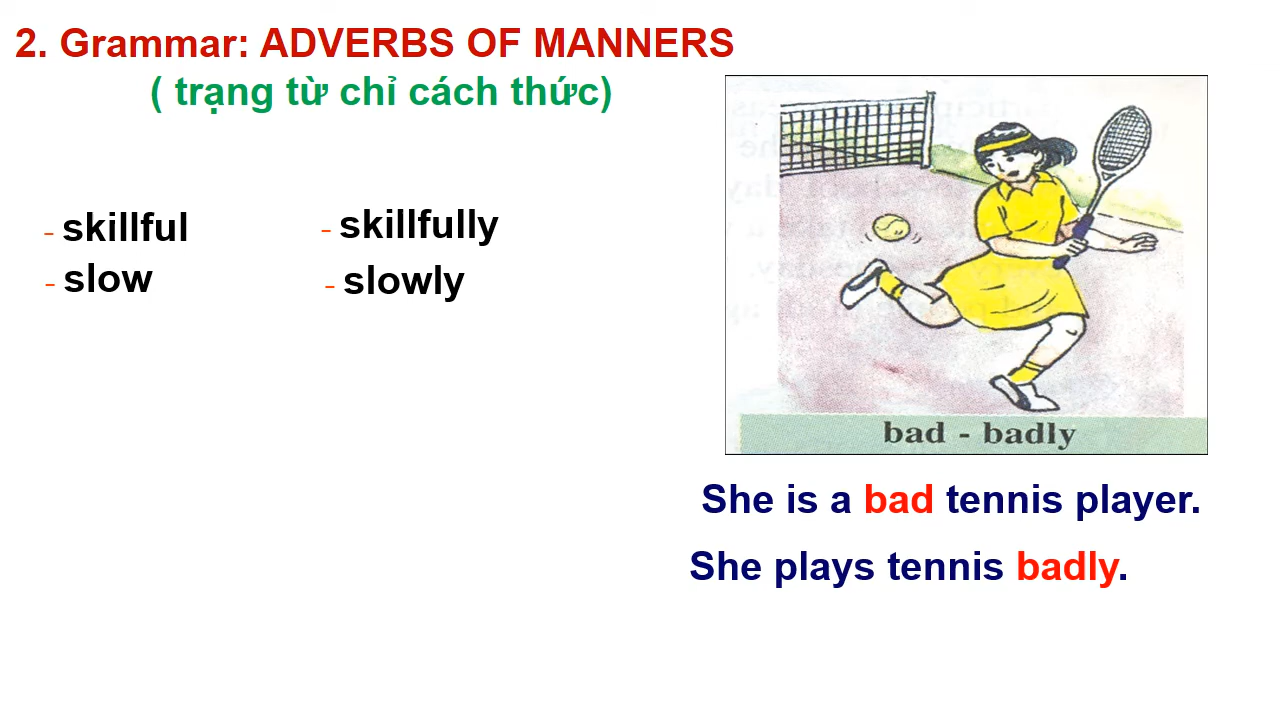 2. Grammar: ADVERBS OF MANNERS
( trạng từ chỉ cách thức)
- skillful
- skillfully
- slow
- slowly
bad - badly
She is a bad tennis player.
She plays tennis badly.